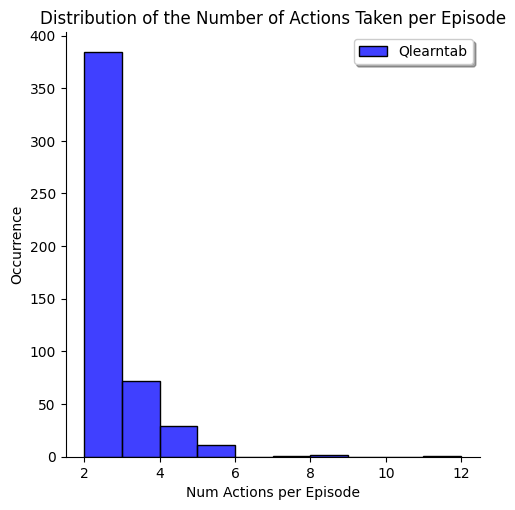 Distribution of the Number of Actions Taken per Episode
Qlearntab
400
350
300
250
200
150
100
50
0
Occurrence
2 4 6 8 10 12
Num Actions per Episode